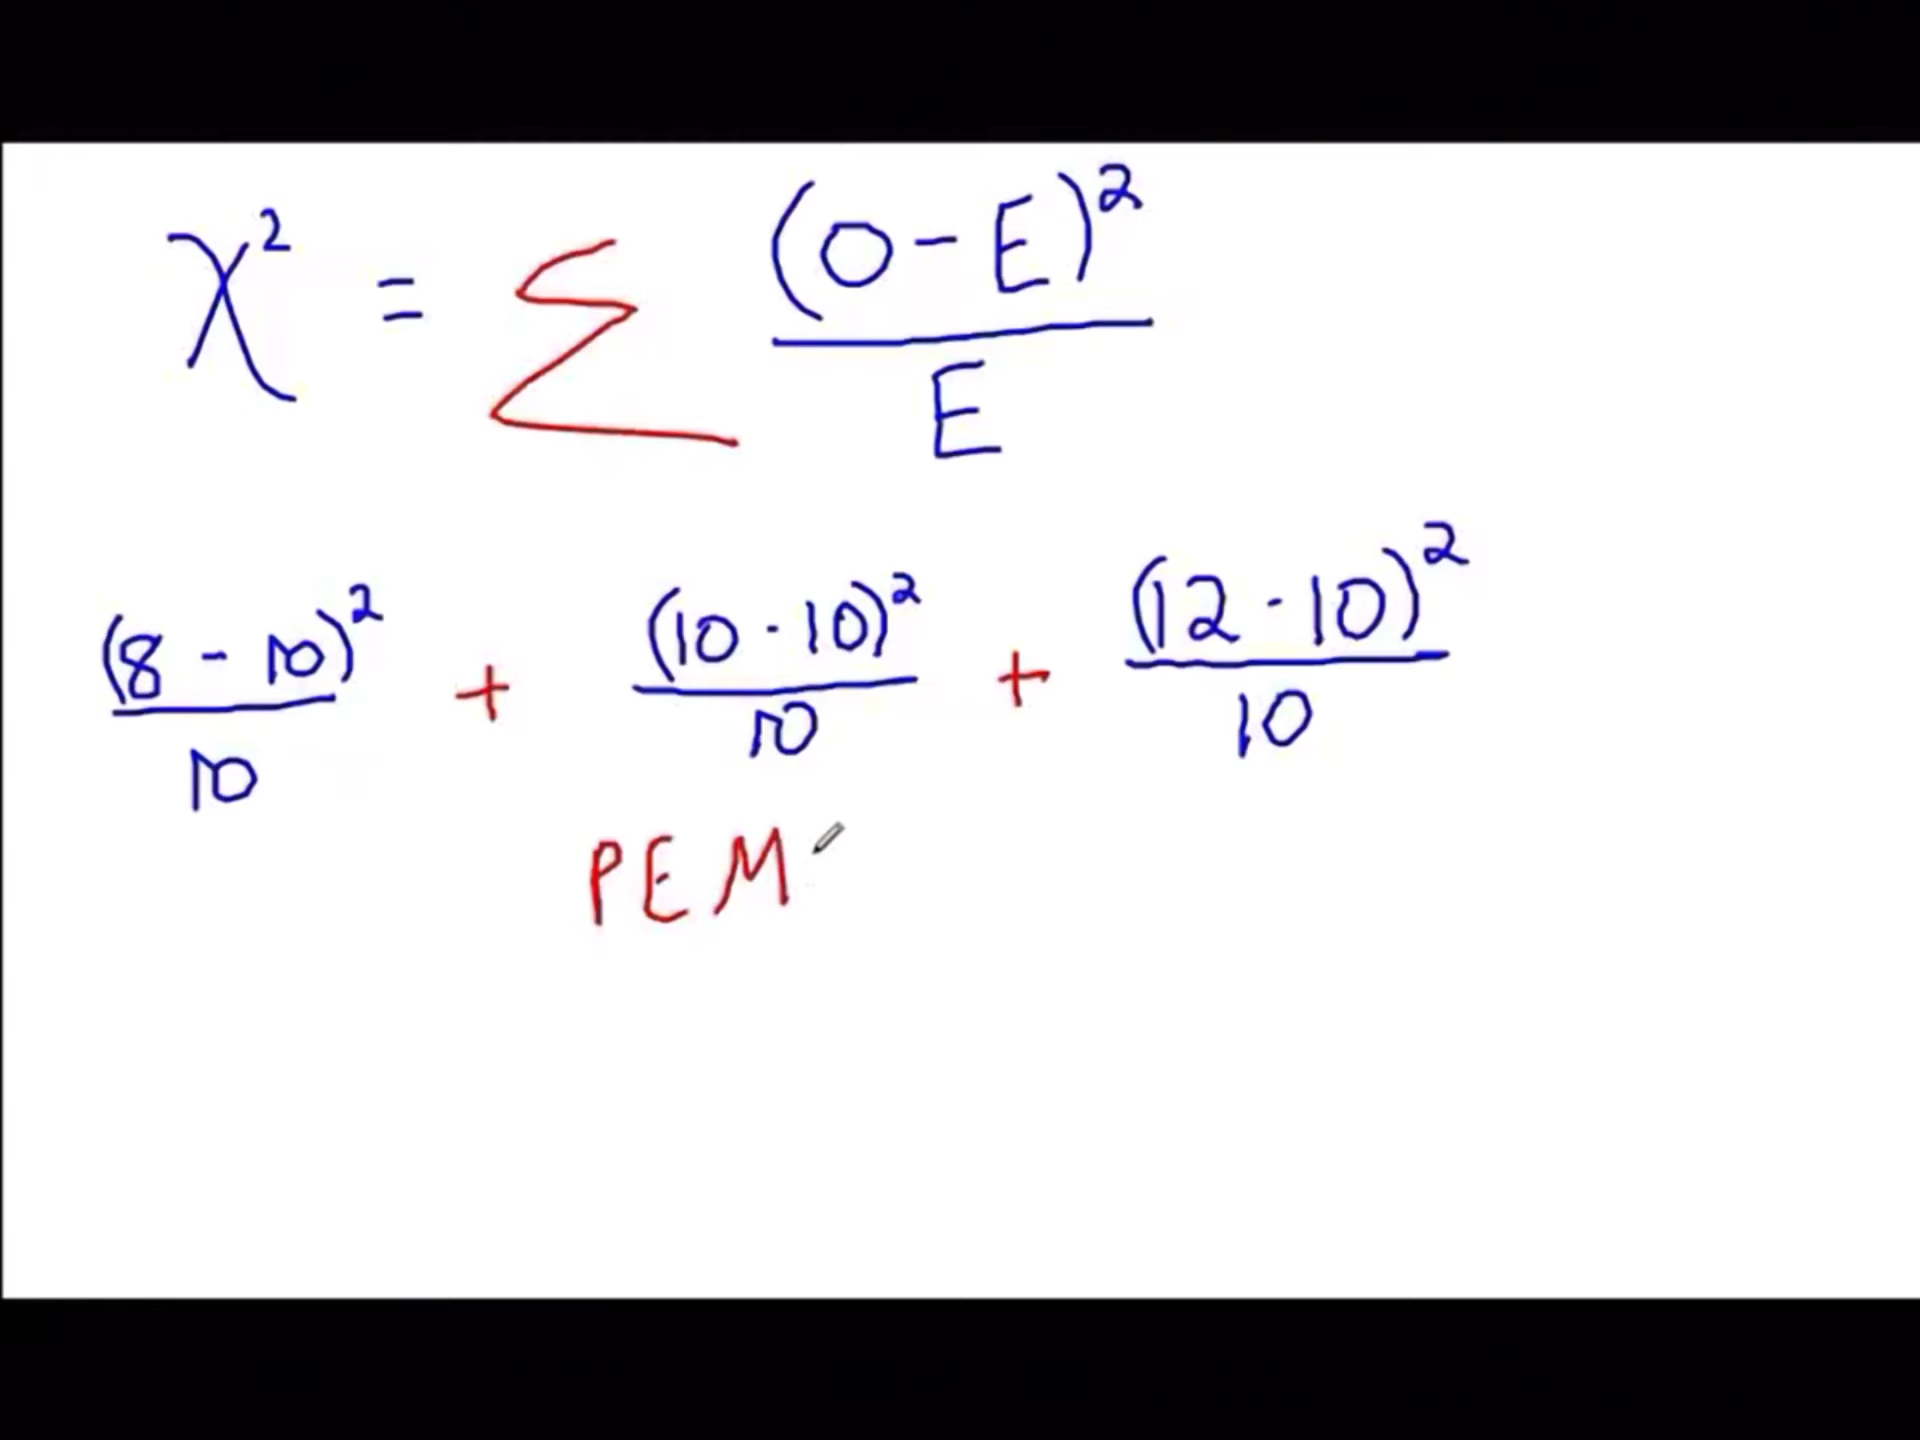 χ² = Σ (O - E)² / E
(8 - 10)² / 10 + (10 - 10)² / 10 + (12 - 10)² / 10
PEM